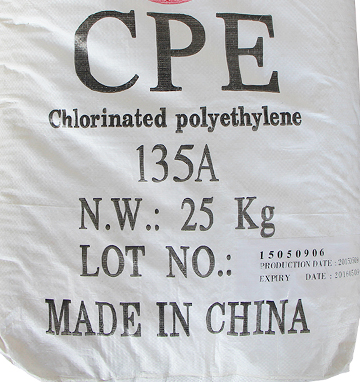 CPE
Chlorinated polyethylene
135A
N.W.: 25 Kg
LOT NO.: 15050906
PRODUCTION DATE :
EXPIRY DATE :
MADE IN CHINA